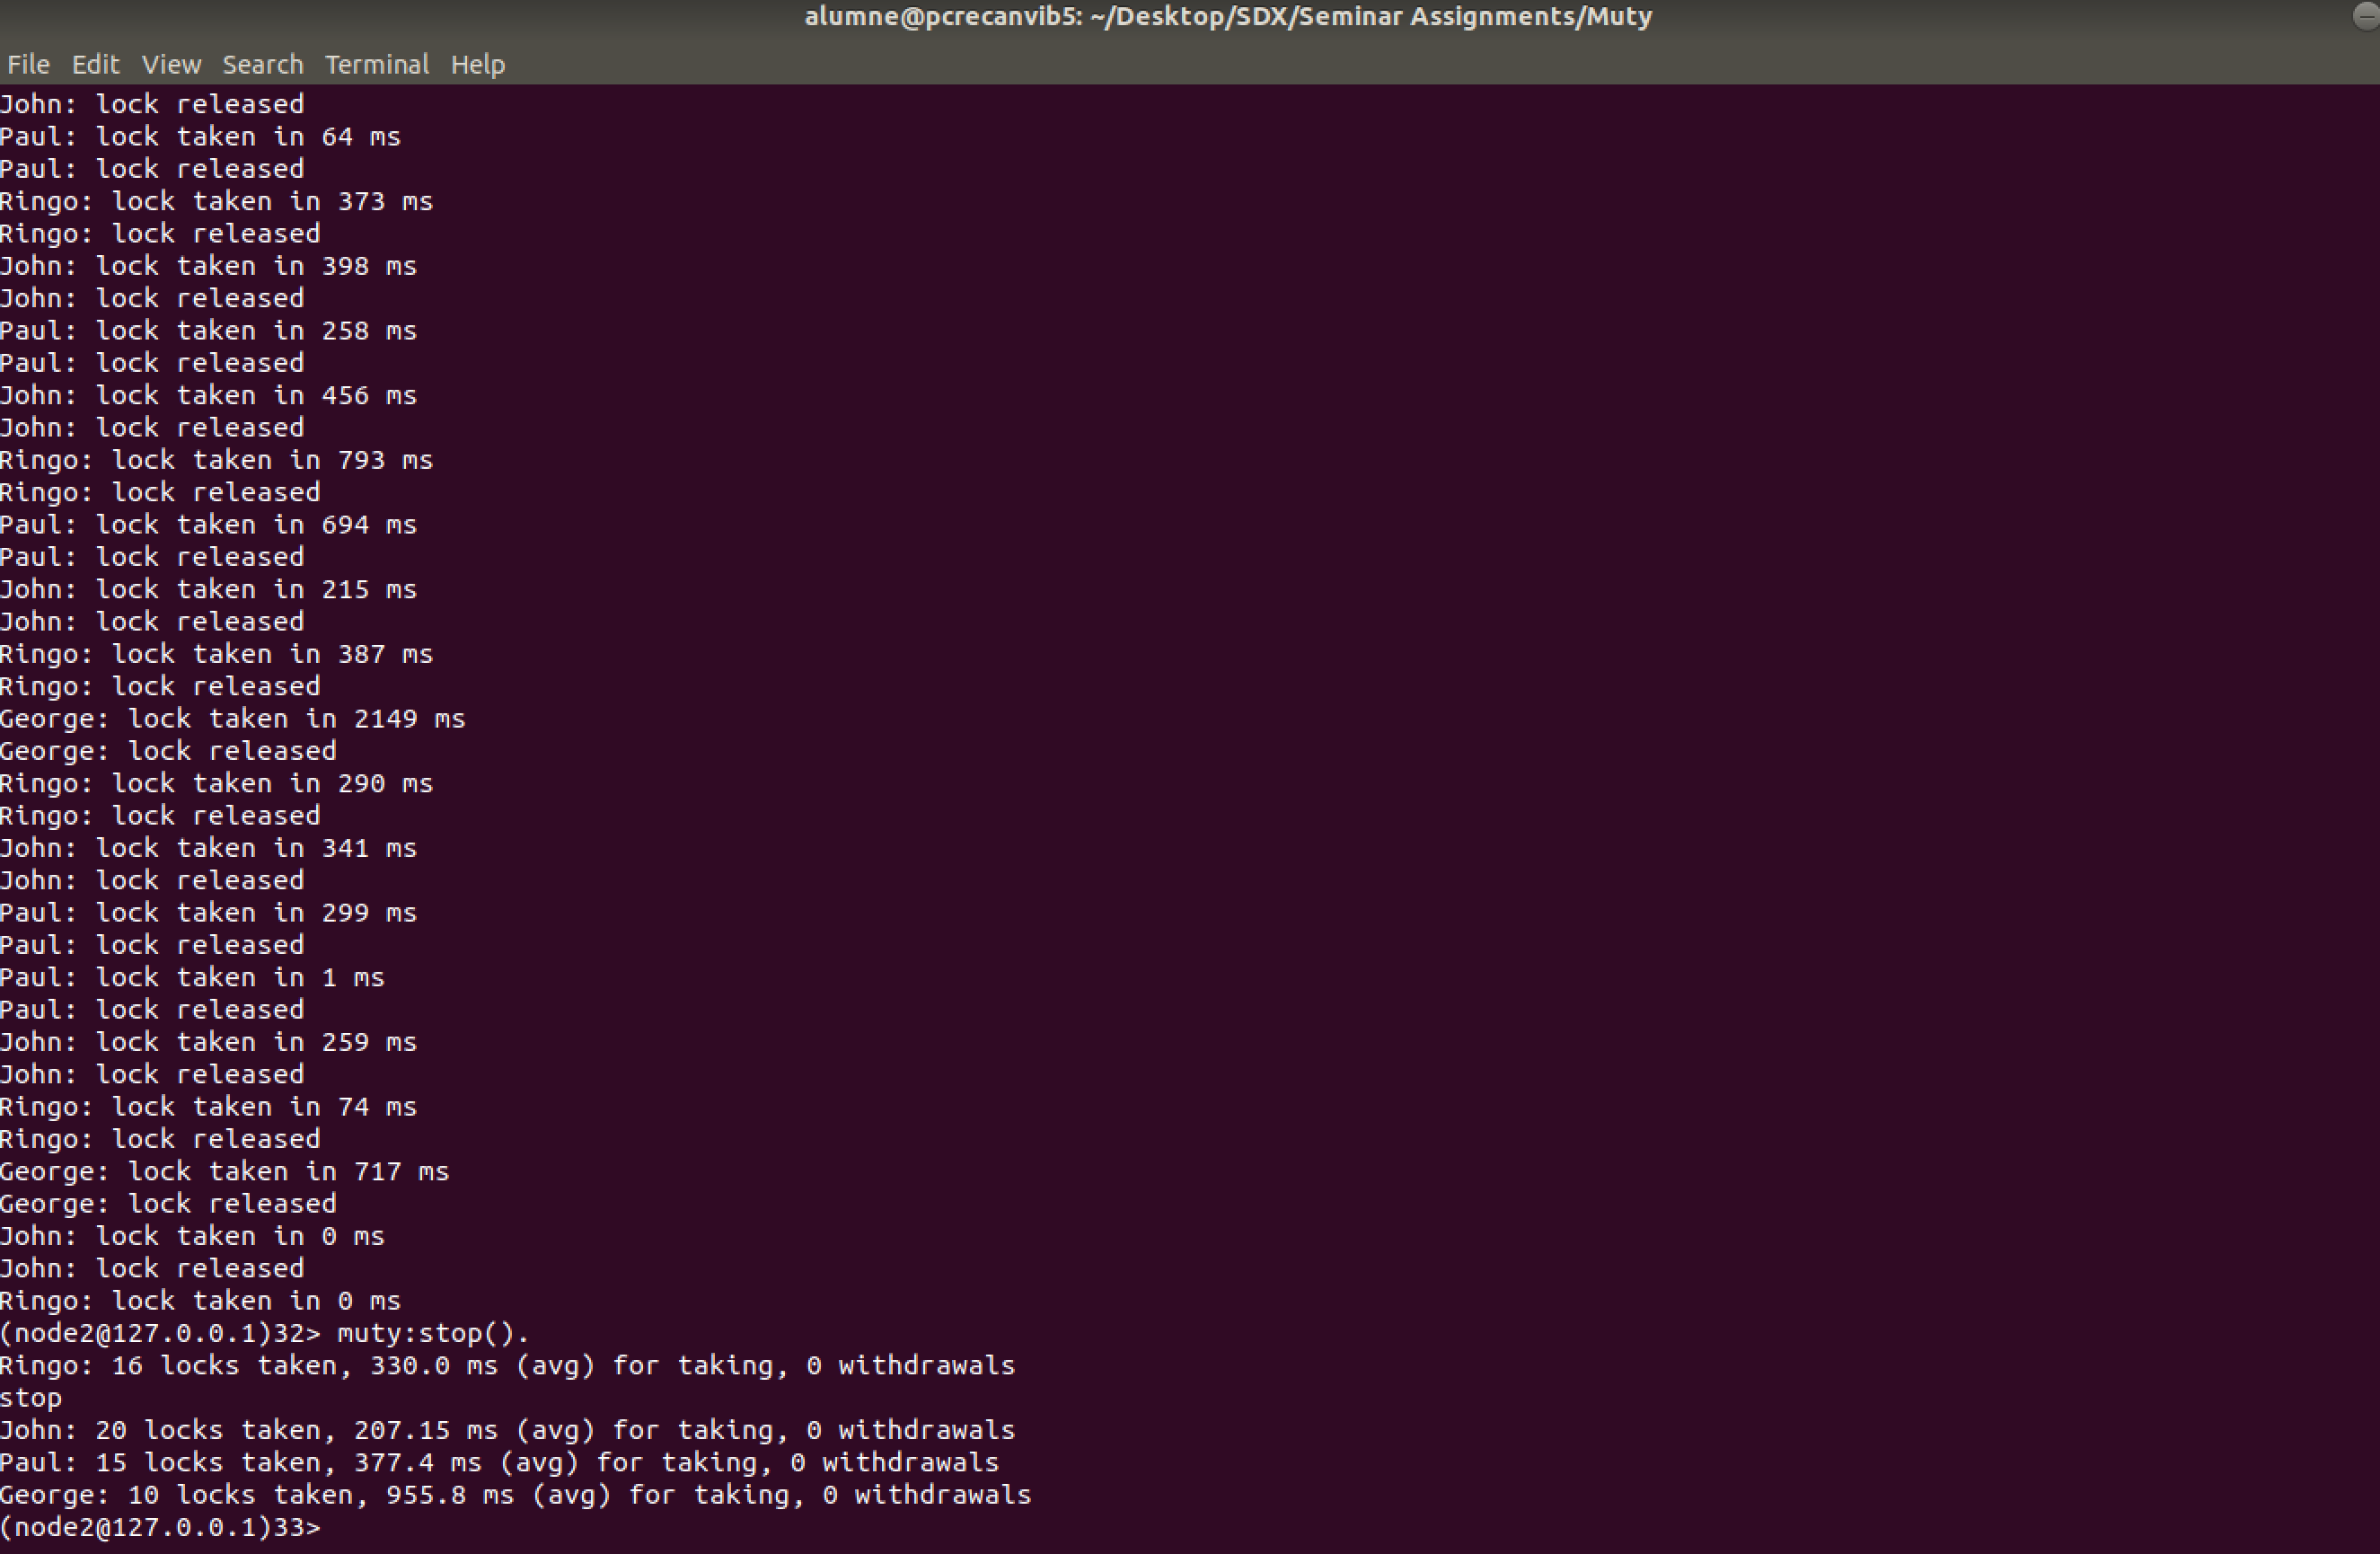 alumne@pcrecanvib5: ~/Desktop/SDX/Seminar Assignments/Muty
File Edit View Search Terminal Help
John: lock released
Paul: lock taken in 64 ms
Paul: lock released
Ringo: lock taken in 373 ms
Ringo: lock released
John: lock taken in 398 ms
John: lock released
Paul: lock taken in 258 ms
Paul: lock released
John: lock taken in 456 ms
John: lock released
Ringo: lock taken in 793 ms
Ringo: lock released
Paul: lock taken in 694 ms
Paul: lock released
John: lock taken in 215 ms
John: lock released
Ringo: lock taken in 387 ms
Ringo: lock released
George: lock taken in 2149 ms
George: lock released
Ringo: lock taken in 290 ms
Ringo: lock released
John: lock taken in 341 ms
John: lock released
Paul: lock taken in 299 ms
Paul: lock released
Paul: lock taken in 1 ms
Paul: lock released
John: lock taken in 259 ms
John: lock released
Ringo: lock taken in 74 ms
Ringo: lock released
George: lock taken in 717 ms
George: lock released
John: lock taken in 0 ms
John: lock released
Ringo: lock taken in 0 ms
(node2@127.0.0.1)32> muty:stop().
Ringo: 16 locks taken, 330.0 ms (avg) for taking, 0 withdrawals
stop
John: 20 locks taken, 207.15 ms (avg) for taking, 0 withdrawals
Paul: 15 locks taken, 377.4 ms (avg) for taking, 0 withdrawals
George: 10 locks taken, 955.8 ms (avg) for taking, 0 withdrawals
(node2@127.0.0.1)33>